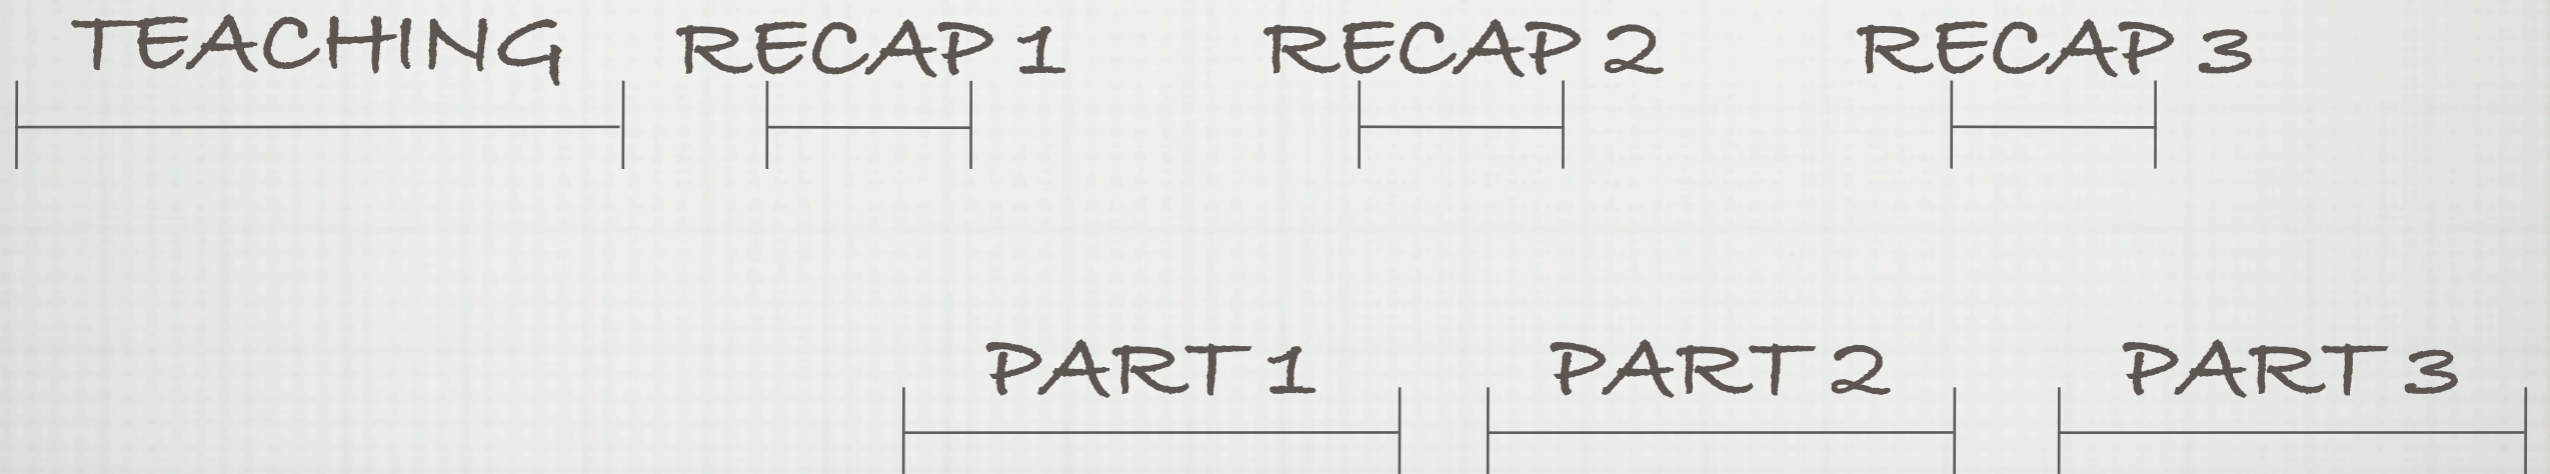 TEACHING RECAP 1 RECAP 2 RECAP 3
PART 1 PART 2 PART 3